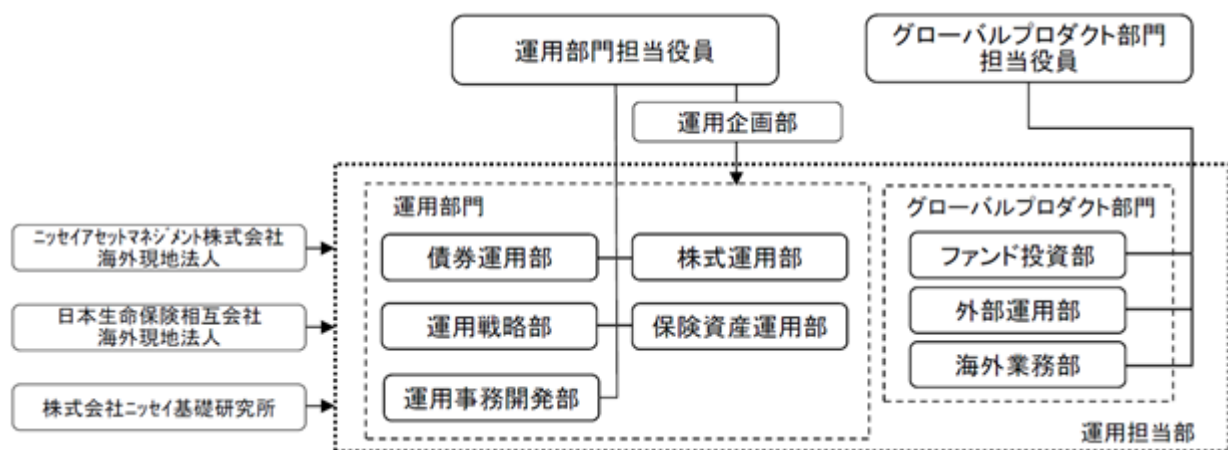 運用部門担当役員
グローバルプロダクト部門
担当役員
運用企画部
運用部門
債券運用部
株式運用部
運用戦略部
保険資産運用部
運用事務開発部
グローバルプロダクト部門
ファンド投資部
外部運用部
海外業務部
運用担当部
ニッセイアセットマネジメント株式会社
海外現地法人
日本生命保険相互会社
海外現地法人
株式会社ニッセイ基礎研究所